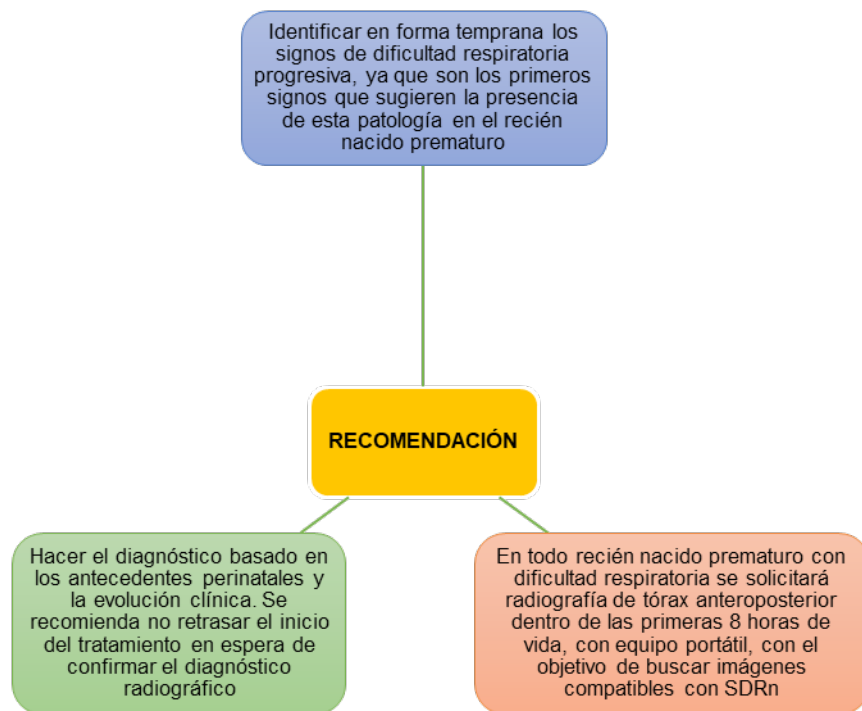 Identificar en forma temprana los
signos de dificultad respiratoria
progresiva, ya que son los primeros
signos que sugieren la presencia
de esta patología en el recién
nacido prematuro
RECOMENDACIÓN
Hacer el diagnóstico basado en
los antecedentes perinatales y
la evolución clínica. Se
recomienda no retrasar el inicio
del tratamiento en espera de
confirmar el diagnóstico
radiográfico
En todo recién nacido prematuro con
dificultad respiratoria se solicitará
radiografía de tórax anteroposterior
dentro de las primeras 8 horas de
vida, con equipo portátil, con el
objetivo de buscar imágenes
compatibles con SDRn